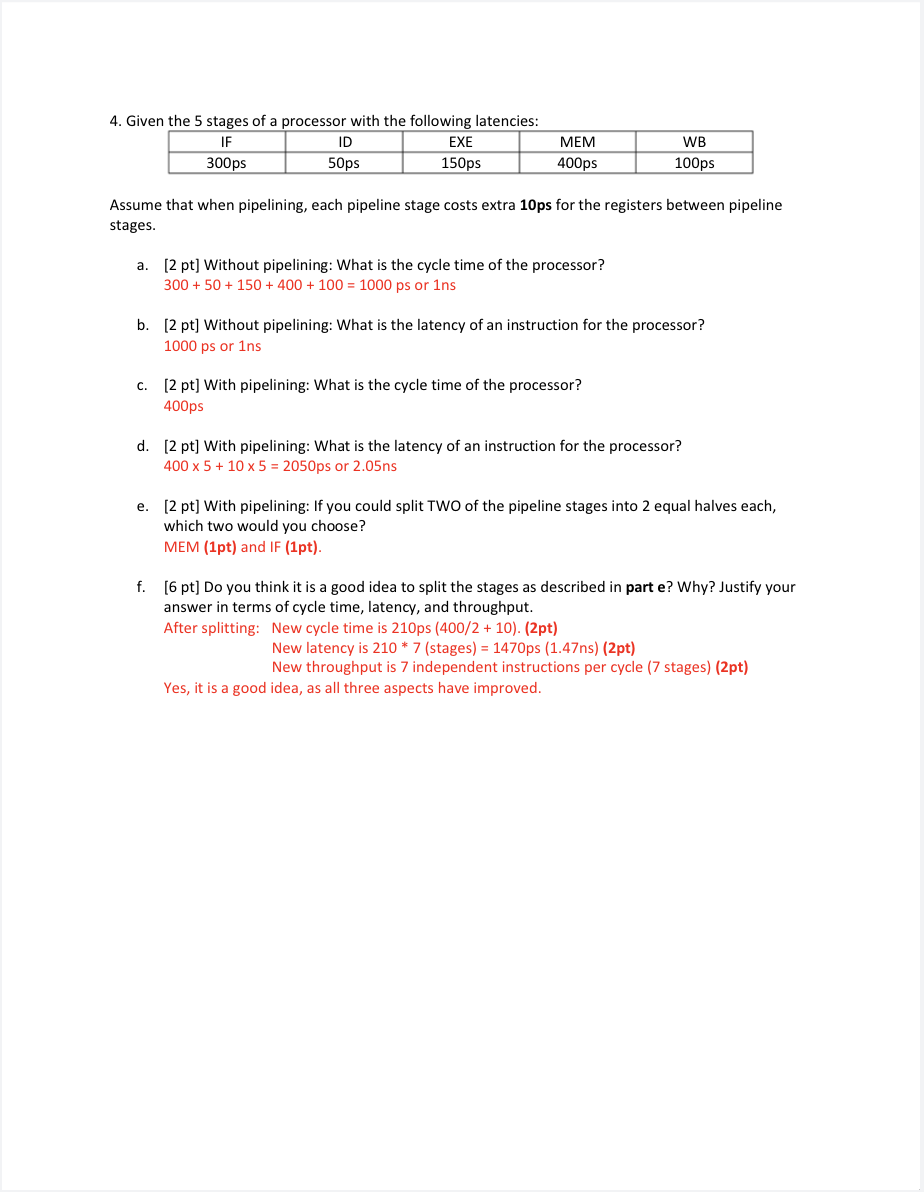 4. Given the 5 stages of a processor with the following latencies:
IF ID EXE MEM WB
300ps 50ps 150ps 400ps 100ps
Assume that when pipelining, each pipeline stage costs extra 10ps for the registers between pipeline
stages.
a. [2 pt] Without pipelining: What is the cycle time of the processor?
300 + 50 + 150 + 400 + 100 = 1000 ps or 1ns
b. [2 pt] Without pipelining: What is the latency of an instruction for the processor?
1000 ps or 1ns
c. [2 pt] With pipelining: What is the cycle time of the processor?
400ps
d. [2 pt] With pipelining: What is the latency of an instruction for the processor?
400 x 5 + 10 x 5 = 2050ps or 2.05ns
e. [2 pt] With pipelining: If you could split TWO of the pipeline stages into 2 equal halves each,
which two would you choose?
MEM (1pt) and IF (1pt).
f. [6 pt] Do you think it is a good idea to split the stages as described in part e? Why? Justify your
answer in terms of cycle time, latency, and throughput.
After splitting: New cycle time is 210ps (400/2 + 10). (2pt)
New latency is 210 * 7 (stages) = 1470ps (1.47ns) (2pt)
New throughput is 7 independent instructions per cycle (7 stages) (2pt)
Yes, it is a good idea, as all three aspects have improved.